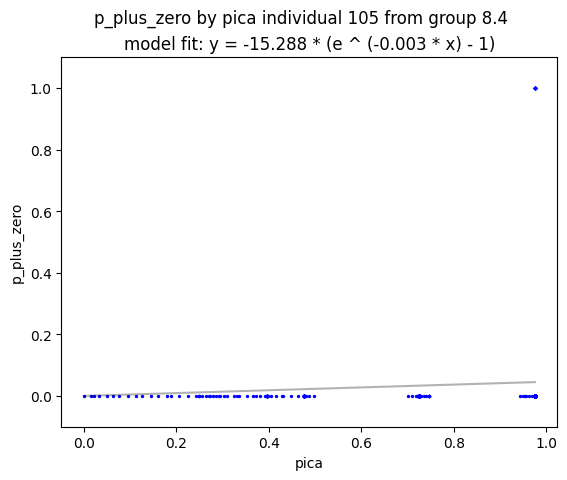 p_plus_zero by pica individual 105 from group 8.4
model fit: y = -15.288 * (e ^ (-0.003 * x) - 1)
1.0
0.8
0.6
0.4
0.2
0.0
p_plus_zero
0.0 0.2 0.4 0.6 0.8 1.0
pica